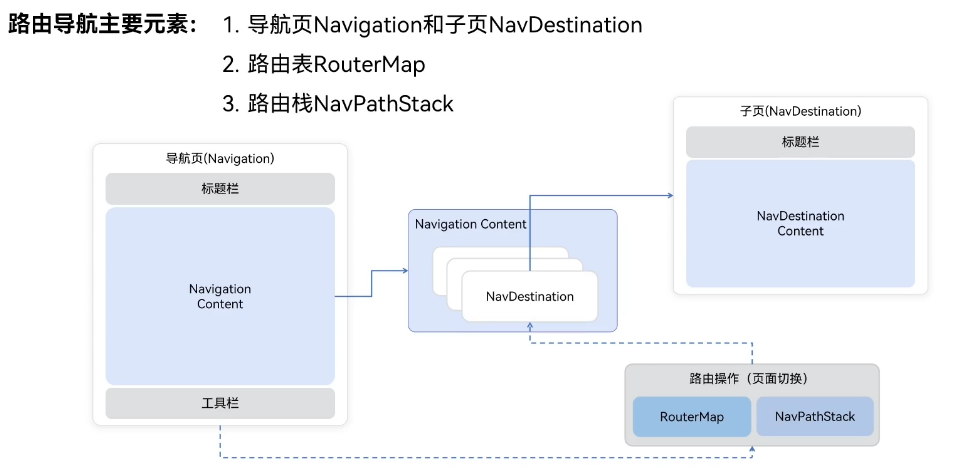 路由导航主要元素：
1. 导航页Navigation和子页NavDestination
2. 路由表RouterMap
3. 路由栈NavPathStack
导航页(Navigation)
标题栏
Navigation
Content
工具栏
Navigation Content
NavDestination
子页(NavDestination)
标题栏
NavDestination
Content
路由操作（页面切换）
RouterMap
NavPathStack